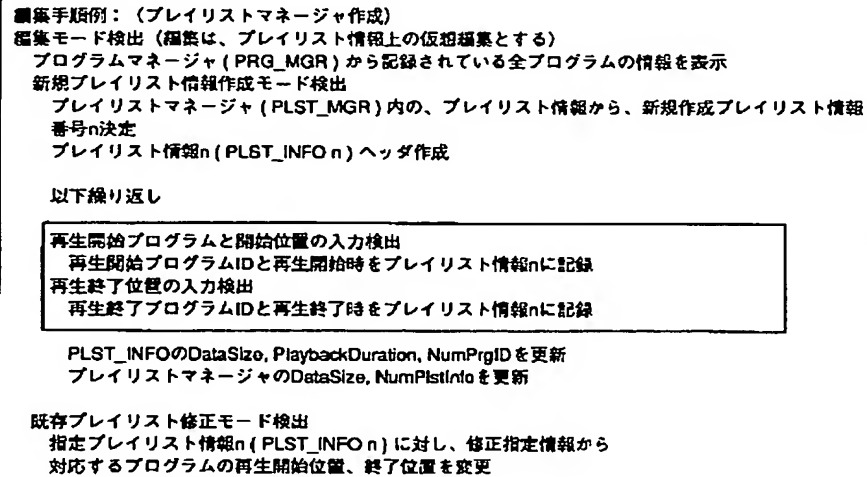 編集手順例：（プレイリストマネージャ作成）
編集モード検出（編集は、プレイリスト情報上の仮想編集とする）
プログラムマネージャ（PRG_MGR）から記録されている全プログラムの情報を表示
新規プレイリスト情報作成モード検出
プレイリストマネージャ（PLST_MGR）内の、プレイリスト情報から、新規作成プレイリスト情報
番号n決定
プレイリスト情報n（PLST_INFO n）ヘッダ作成
以下繰り返し
再生開始プログラムと開始位置の入力検出
再生開始プログラムIDと再生開始時をプレイリスト情報nに記録
再生終了位置の入力検出
再生終了プログラムIDと再生終了時をプレイリスト情報nに記録
PLST_INFOのDataSize, PlaybackDuration, NumPrgIDを更新
プレイリストマネージャのDataSize, NumPlstInfoを更新
既存プレイリスト修正モード検出
指定プレイリスト情報n（PLST_INFO n）に対し、修正指定情報から
対応するプログラムの再生開始位置、終了位置を変更